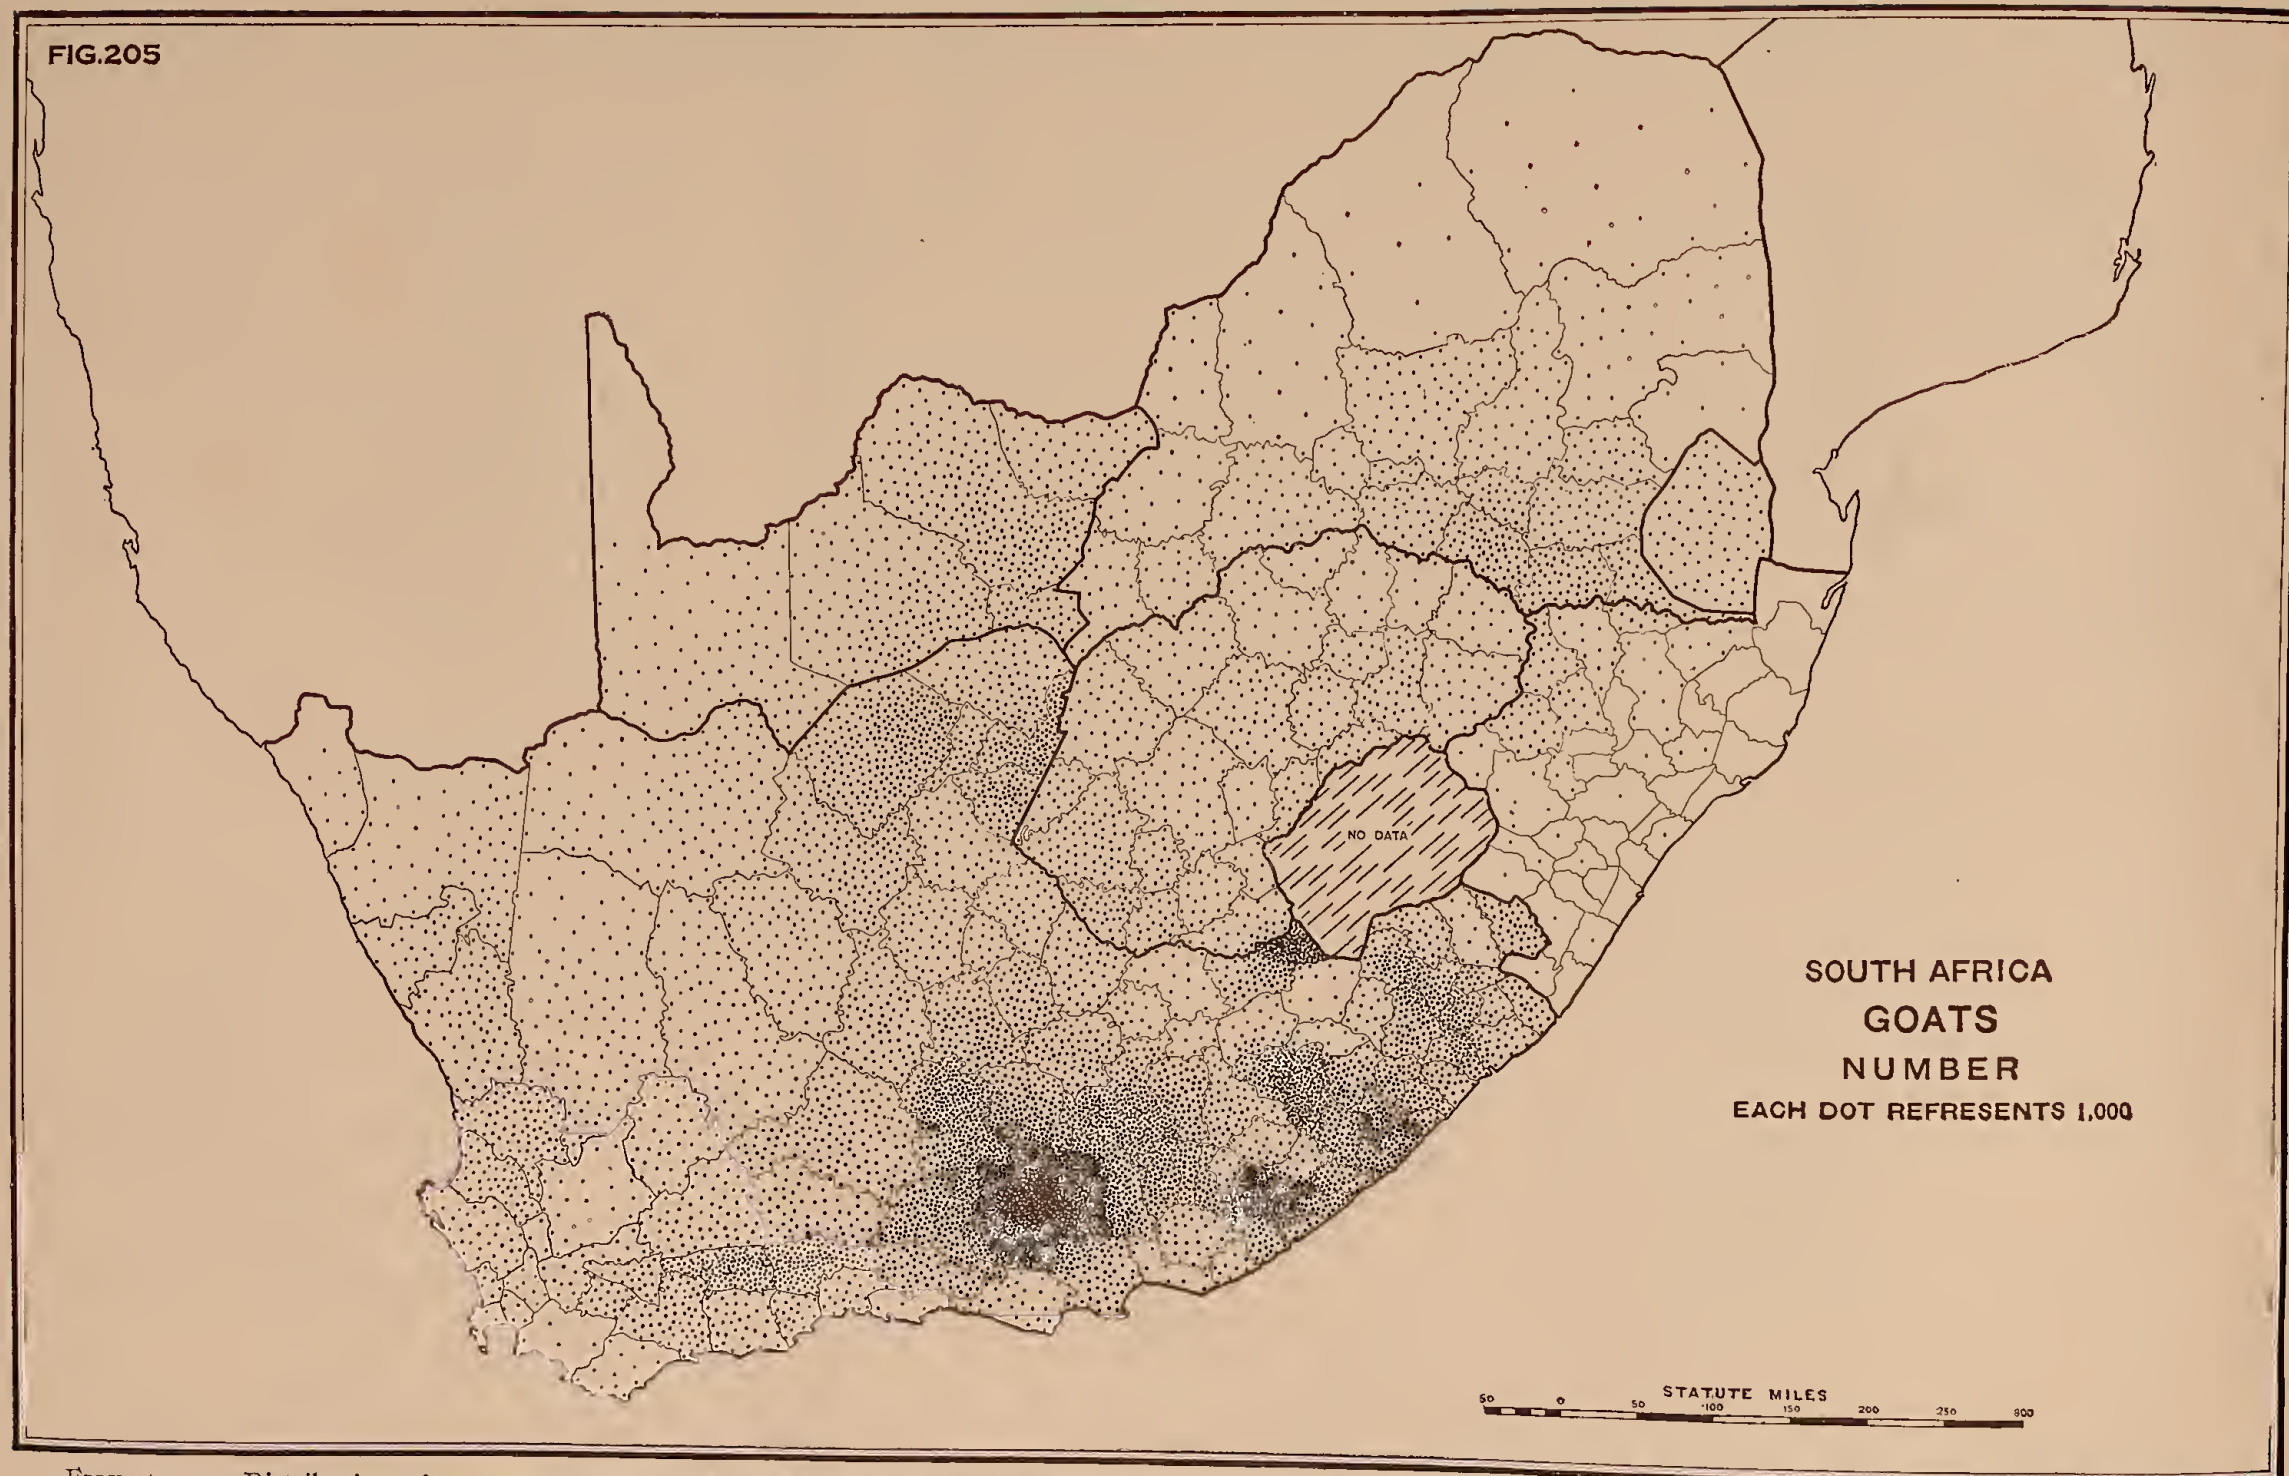 FIG.205
NO DATA
SOUTH AFRICA
GOATS
NUMBER
EACH DOT REFRESENTS 1,000
STATUTE MILES
50 0 50 100 150 200 250 300